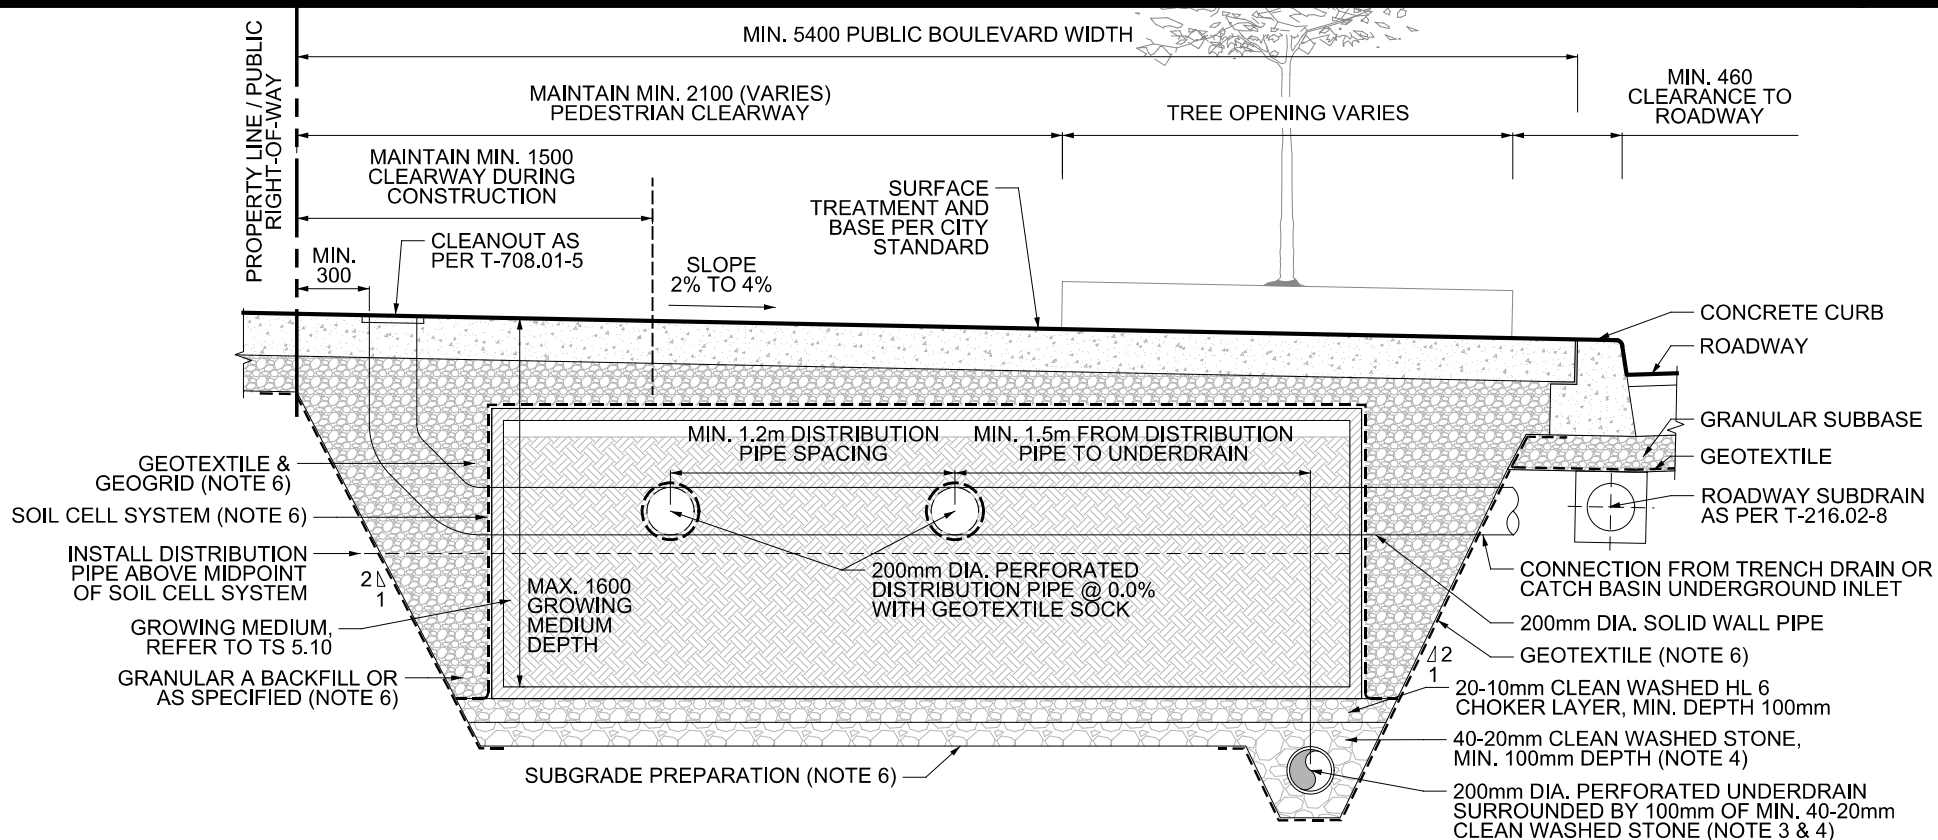 MIN. 5400 PUBLIC BOULEVARD WIDTH
PROPERTY LINE / PUBLIC
RIGHT-OF-WAY
MAINTAIN MIN. 2100 (VARIES)
PEDESTRIAN CLEARWAY
TREE OPENING VARIES
MIN. 460
CLEARANCE TO
ROADWAY
MAINTAIN MIN. 1500
CLEARWAY DURING
CONSTRUCTION
SURFACE
TREATMENT AND
BASE PER CITY
STANDARD
CLEANOUT AS
PER T-708.01-5
MIN.
300
SLOPE
2% TO 4%
CONCRETE CURB
ROADWAY
GRANULAR SUBBASE
GEOTEXTILE
ROADWAY SUBDRAIN
AS PER T-216.02-8
MIN. 1.2m DISTRIBUTION
PIPE SPACING
MIN. 1.5m FROM DISTRIBUTION
PIPE TO UNDERDRAIN
GEOTEXTILE &
GEOGRID (NOTE 6)
SOIL CELL SYSTEM (NOTE 6)
INSTALL DISTRIBUTION
PIPE ABOVE MIDPOINT
OF SOIL CELL SYSTEM
2
1
GROWING MEDIUM,
REFER TO TS 5.10
GRANULAR A BACKFILL OR
AS SPECIFIED (NOTE 6)
MAX. 1600
GROWING
MEDIUM
DEPTH
200mm DIA. PERFORATED
DISTRIBUTION PIPE @ 0.0%
WITH GEOTEXTILE SOCK
CONNECTION FROM TRENCH DRAIN OR
CATCH BASIN UNDERGROUND INLET
200mm DIA. SOLID WALL PIPE
GEOTEXTILE (NOTE 6)
2
1
20-10mm CLEAN WASHED HL 6
CHOKER LAYER, MIN. DEPTH 100mm
40-20mm CLEAN WASHED STONE,
MIN. 100mm DEPTH (NOTE 4)
SUBGRADE PREPARATION (NOTE 6)
200mm DIA. PERFORATED UNDERDRAIN
SURROUNDED BY 100mm OF MIN. 40-20mm
CLEAN WASHED STONE (NOTE 3 & 4)